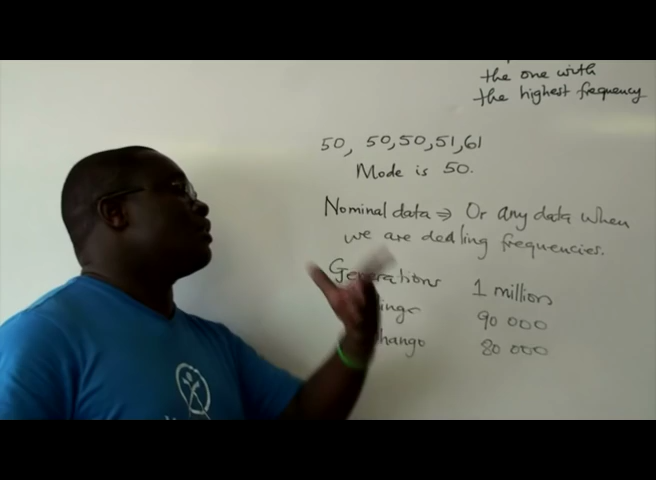 the one with
the highest frequency
50, 50,50,51,61
Mode is 50.
Nominal data ⇒ Or any data when
we are dealing frequencies.
Generations 1 million
90 000
80 000